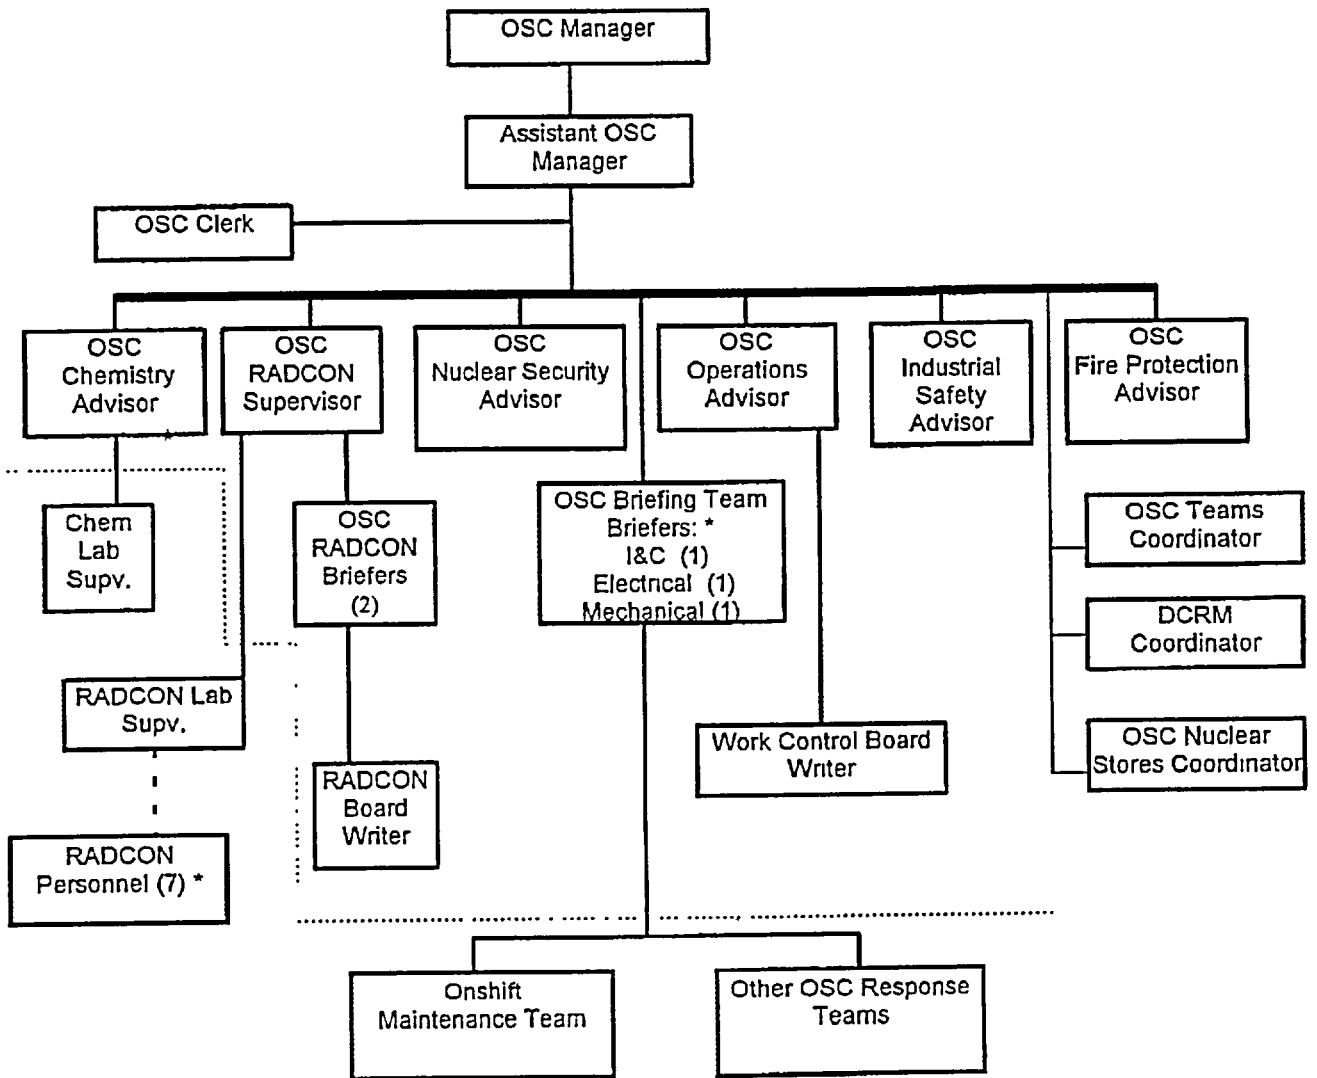 OSC Manager
Assistant OSC
Manager
OSC Clerk
OSC
Chemistry
Advisor
OSC
RADCON
Supervisor
OSC
Nuclear Security
Advisor
OSC
Operations
Advisor
OSC
Industrial
Safety
Advisor
OSC
Fire Protection
Advisor
Chem
Lab
Supv.
OSC
RADCON
Briefers
(2)
OSC Briefing Team
Briefers: *
I&C (1)
Electrical (1)
Mechanical (1)
OSC Teams
Coordinator
DCRM
Coordinator
OSC Nuclear
Stores Coordinator
RADCON Lab
Supv.
Work Control Board
Writer
RADCON
Board
Writer
RADCON
Personnel (7) *
Onshift
Maintenance Team
Other OSC Response
Teams